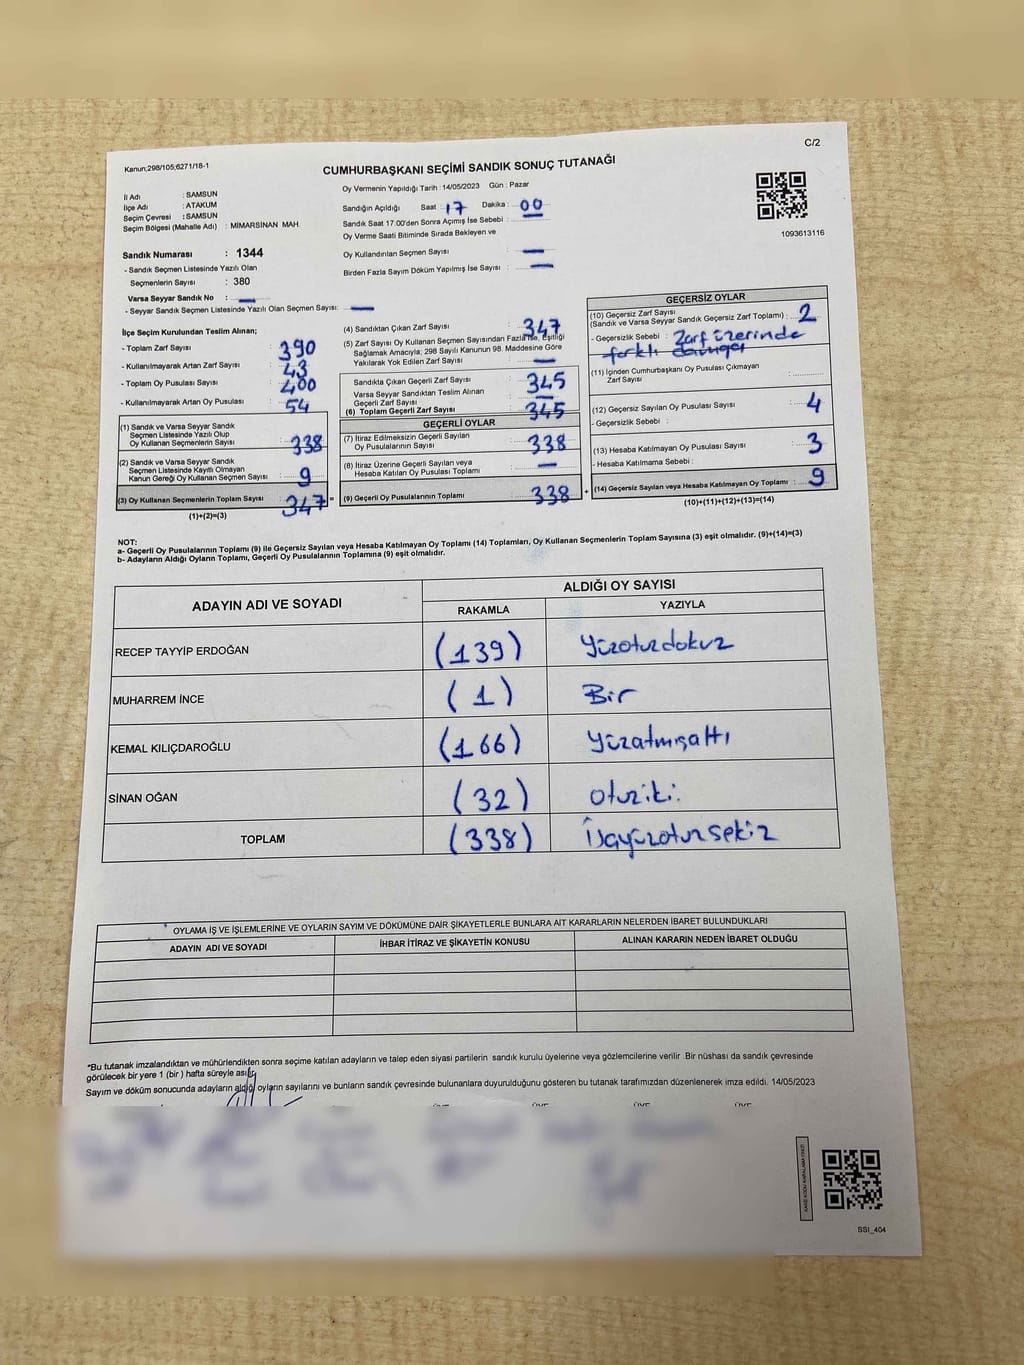 Kanun;298/105;6271/18-1
C/2
CUMHURBAŞKANI SEÇİMİ SANDIK SONUÇ TUTANAĞI
İl Adı : SAMSUN
İlçe Adı : ATAKUM
Seçim Çevresi : SAMSUN
Seçim Bölgesi (Mahalle Adı) : MİMARSİNAN MAH.
Oy Vermenin Yapıldığı Tarih : 14/05/2023 Gün : Pazar
Sandığın Açıldığı Saat : 17 Dakika : 00
Sandık Saat 17:00'den Sonra Açımış İse Sebebi :
Oy Verme Saati Bitiminde Sırada Bekleyen ve
Oy Kullandırılan Seçmen Sayısı : —
Birden Fazla Sayım Döküm Yapılmış İse Sayısı : —
1093613116
Sandık Numarası : 1344
- Sandık Seçmen Listesinde Yazılı Olan
Seçmenlerin Sayısı : 380
Varsa Seyyar Sandık No : —
- Seyyar Sandık Seçmen Listesinde Yazılı Olan Seçmen Sayısı: —
İlçe Seçim Kurulundan Teslim Alınan;
- Toplam Zarf Sayısı : 390
- Kullanılmayarak Artan Zarf Sayısı : 43
- Toplam Oy Pusulası Sayısı : 400
- Kullanılmayarak Artan Oy Pusulası : 54
(1) Sandık ve Varsa Seyyar Sandık
Seçmen Listesinde Yazılı Olup
Oy Kullanan Seçmenlerin Sayısı : 338
(2) Sandık ve Varsa Seyyar Sandık
Seçmen Listesinde Kayıtlı Olmayan
Kanun Gereği Oy Kullanan Seçmen Sayısı : 9
(3) Oy Kullanan Seçmenlerin Toplam Sayısı : 347 =
(1)+(2)=(3)
(4) Sandıktan Çıkan Zarf Sayısı : 347
(5) Zarf Sayısı Oy Kullanan Seçmen Sayısından Fazla İse, Eşitliği
Sağlamak Amacıyla; 298 Sayılı Kanunun 98. Maddesine Göre
Yakılarak Yok Edilen Zarf Sayısı : —
Sandıkta Çıkan Geçerli Zarf Sayısı : 345
Varsa Seyyar Sandıktan Teslim Alınan
Geçerli Zarf Sayısı : —
(6) Toplam Geçerli Zarf Sayısı : 345
GEÇERLİ OYLAR
(7) İtiraz Edilmeksizin Geçerli Sayılan
Oy Pusulalarının Sayısı : 338
(8) İtiraz Üzerine Geçerli Sayılan veya
Hesaba Katılan Oy Pusulası Toplamı : —
(9) Geçerli Oy Pusulalarının Toplamı : 338 +
GEÇERSİZ OYLAR
(10) Geçersiz Zarf Sayısı
(Sandık ve Varsa Seyyar Sandık Geçersiz Zarf Toplamı) : 2
- Geçersizlik Sebebi : Zarf üzerinde
farklı damga
(11) İçinden Cumhurbaşkanı Oy Pusulası Çıkmayan
Zarf Sayısı :
(12) Geçersiz Sayılan Oy Pusulası Sayısı : 4
- Geçersizlik Sebebi :
(13) Hesaba Katılmayan Oy Pusulası Sayısı : 3
- Hesaba Katılmama Sebebi :
(14) Geçersiz Sayılan veya Hesaba Katılmayan Oy Toplamı : 9
(10)+(11)+(12)+(13)=(14)
NOT:
a- Geçerli Oy Pusulalarının Toplamı (9) ile Geçersiz Sayılan veya Hesaba Katılmayan Oy Toplamı (14) Toplamları, Oy Kullanan Seçmenlerin Toplam Sayısına (3) eşit olmalıdır. (9)+(14)=(3)
b- Adayların Aldığı Oyların Toplamı, Geçerli Oy Pusulalarının Toplamına (9) eşit olmalıdır.
ADAYIN ADI VE SOYADI
ALDIĞI OY SAYISI
RAKAMLA YAZIYLA
RECEP TAYYİP ERDOĞAN (139) Yüzotuzdokuz
MUHARREM İNCE (1) Bir
KEMAL KILIÇDAROĞLU (166) Yüzatmışaltı
SİNAN OĞAN (32) otuziki
TOPLAM (338) Üçyüzotuzsekiz
OYLAMA İŞ VE İŞLEMLERİNE VE OYLARIN SAYIM VE DÖKÜMÜNE DAİR ŞİKAYETLERLE BUNLARA AİT KARARLARIN NELERDEN İBARET BULUNDUKLARI
ADAYIN ADI VE SOYADI İHBAR İTİRAZ VE ŞİKAYETİN KONUSU ALINAN KARARIN NEDEN İBARET OLDUĞU
*Bu tutanak imzalandıktan ve mühürlendikten sonra seçime katılan adayların ve talep eden siyasi partilerin sandık kurulu üyelerine veya gözlemcilerine verilir. Bir nüshası da sandık çevresinde
görülecek bir yere 1 (bir) hafta süreyle asılır.
Sayım ve döküm sonucunda adayların aldığı oyların sayılarını ve bunların sandık çevresinde bulunanlara duyurulduğunu gösteren bu tutanak tarafımızdan düzenlenerek imza edildi. 14/05/2023
SSI_404